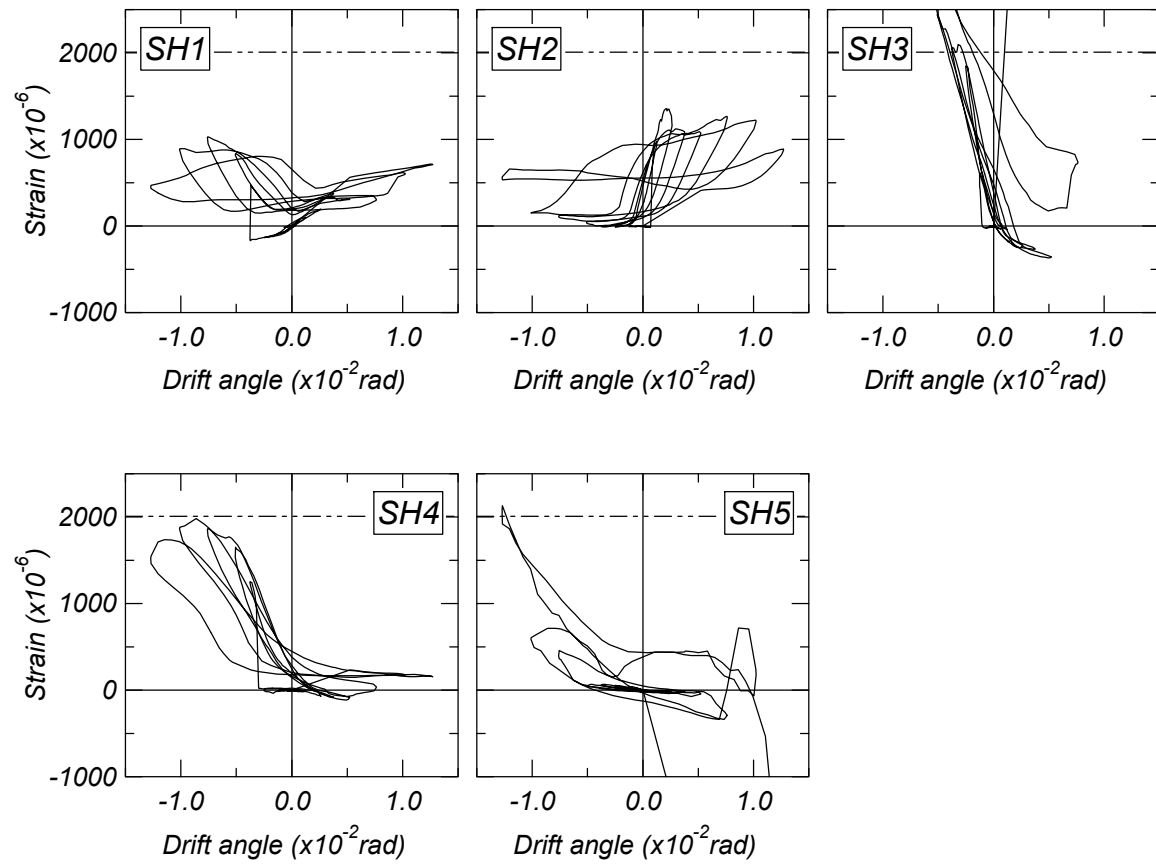 SH1 SH2 SH3
2000
1000
0
-1000
Strain (x10⁻⁶)
-1.0 0.0 1.0 -1.0 0.0 1.0 -1.0 0.0 1.0
Drift angle (x10⁻²rad) Drift angle (x10⁻²rad) Drift angle (x10⁻²rad)
SH4 SH5
2000
1000
0
-1000
Strain (x10⁻⁶)
-1.0 0.0 1.0 -1.0 0.0 1.0
Drift angle (x10⁻²rad) Drift angle (x10⁻²rad)